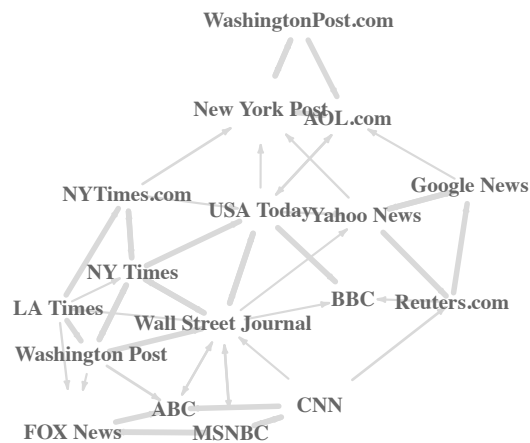 WashingtonPost.com
New York Post
AOL.com
Google News
NYTimes.com
USA Today
Yahoo News
NY Times
BBC
Reuters.com
LA Times
Wall Street Journal
Washington Post
CNN
ABC
FOX News
MSNBC